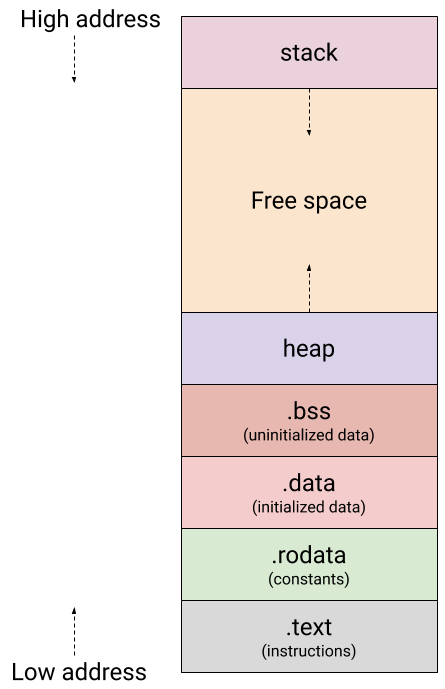 High address
stack
Free space
heap
.bss
(uninitialized data)
.data
(initialized data)
.rodata
(constants)
.text
(instructions)
Low address